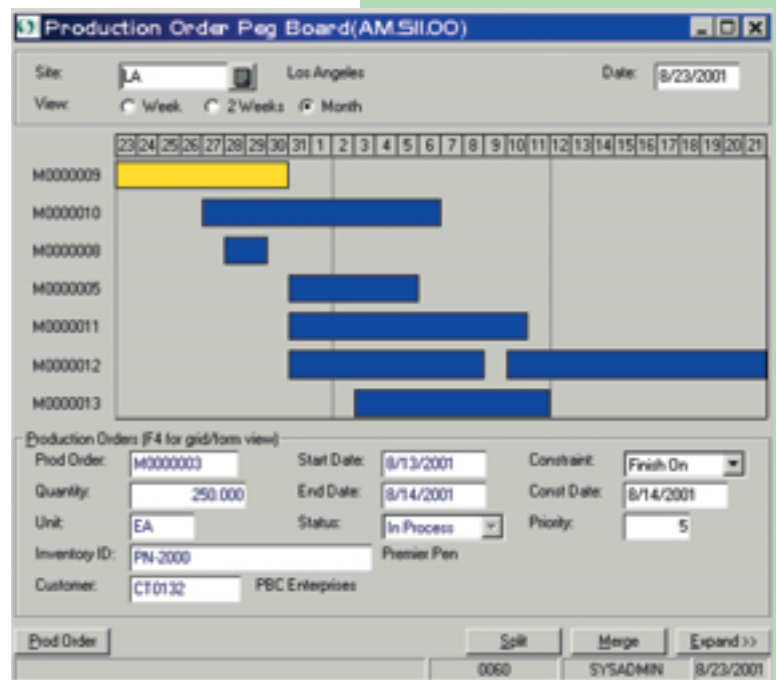 Production Order Peg Board(AM.SII.OO)
Site: LA Los Angeles Date: 8/23/2001
View: Week 2 Weeks Month
23 24 25 26 27 28 29 30 31 1 2 3 4 5 6 7 8 9 10 11 12 13 14 15 16 17 18 19 20 21
M0000009
M0000010
M0000008
M0000005
M0000011
M0000012
M0000013
Production Orders (F4 for grid/form view)
Prod Order: M0000003 Start Date: 8/13/2001 Constraint: Finish On
Quantity: 250.000 End Date: 8/14/2001 Const Date: 8/14/2001
Unit: EA Status: In Process Priority: 5
Inventory ID: PN-2000 Premier Pen
Customer: CT0132 PBC Enterprises
Prod Order Split Merge Expand >>
0060 SYSADMIN 8/23/2001